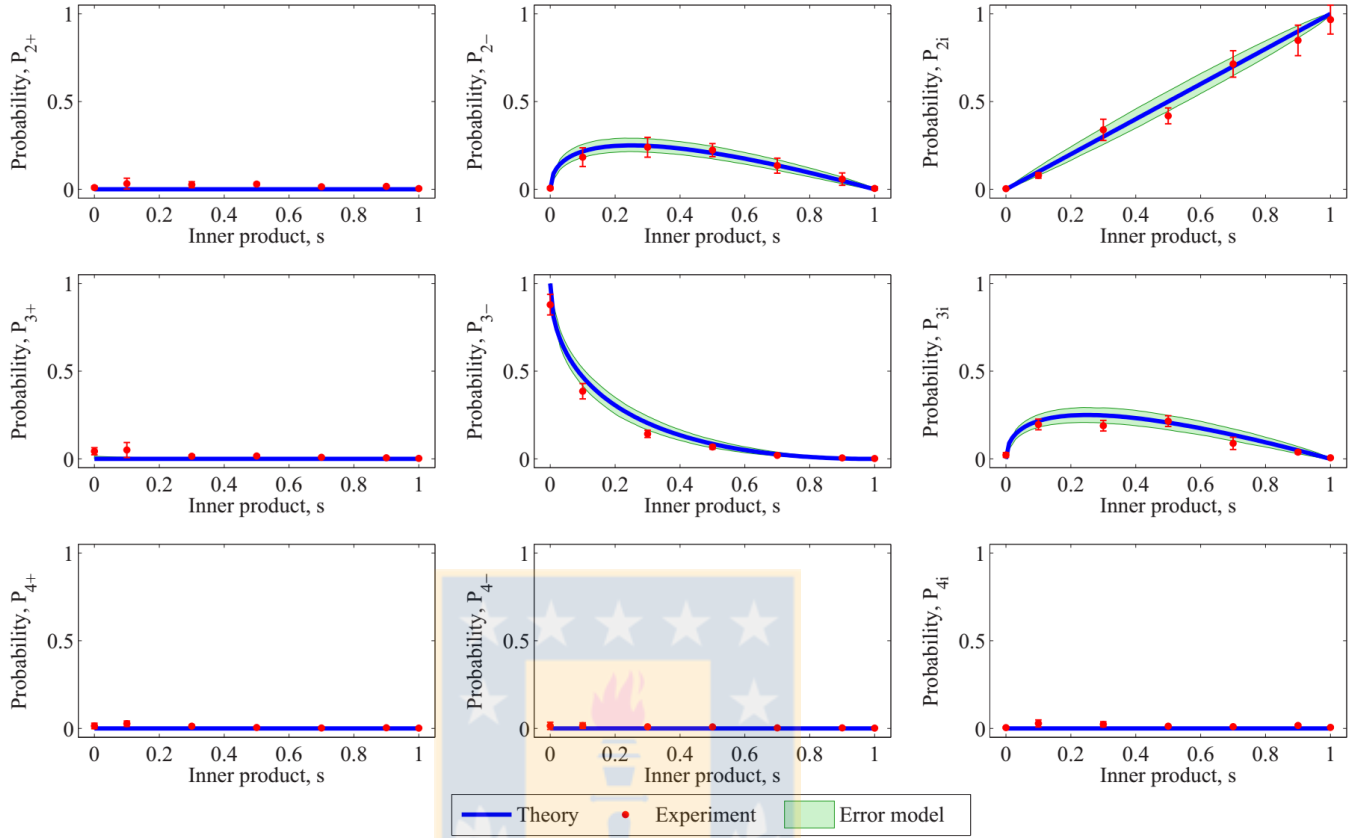 1
0.5
0
Probability, P2+
0 0.2 0.4 0.6 0.8 1
Inner product, s
1
0.5
0
Probability, P2−
0 0.2 0.4 0.6 0.8 1
Inner product, s
1
0.5
0
Probability, P2i
0 0.2 0.4 0.6 0.8 1
Inner product, s
1
0.5
0
Probability, P3+
0 0.2 0.4 0.6 0.8 1
Inner product, s
1
0.5
0
Probability, P3−
0 0.2 0.4 0.6 0.8 1
Inner product, s
1
0.5
0
Probability, P3i
0 0.2 0.4 0.6 0.8 1
Inner product, s
1
0.5
0
Probability, P4+
0 0.2 0.4 0.6 0.8 1
Inner product, s
1
0.5
0
Probability, P4−
0 0.2 0.4 0.6 0.8 1
Inner product, s
1
0.5
0
Probability, P4i
0 0.2 0.4 0.6 0.8 1
Inner product, s
Theory Experiment Error model